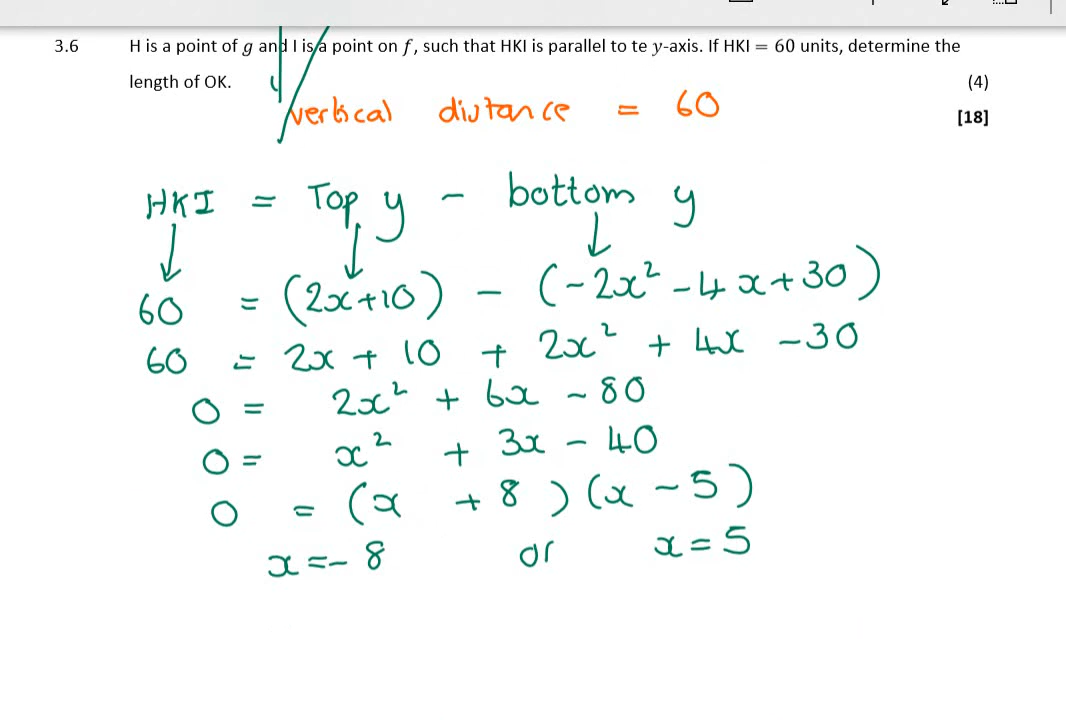 3.6 H is a point of g and I is a point on f, such that HKI is parallel to te y-axis. If HKI = 60 units, determine the
length of OK. (4)
vertical distance = 60
[18]
HKI = Top y - bottom y
60 = (2x+10) - (-2x² -4x+30)
60 = 2x + 10 + 2x² + 4x -30
0 = 2x² + 6x - 80
0 = x² + 3x - 40
0 = (x + 8)(x - 5)
x = -8 or x = 5